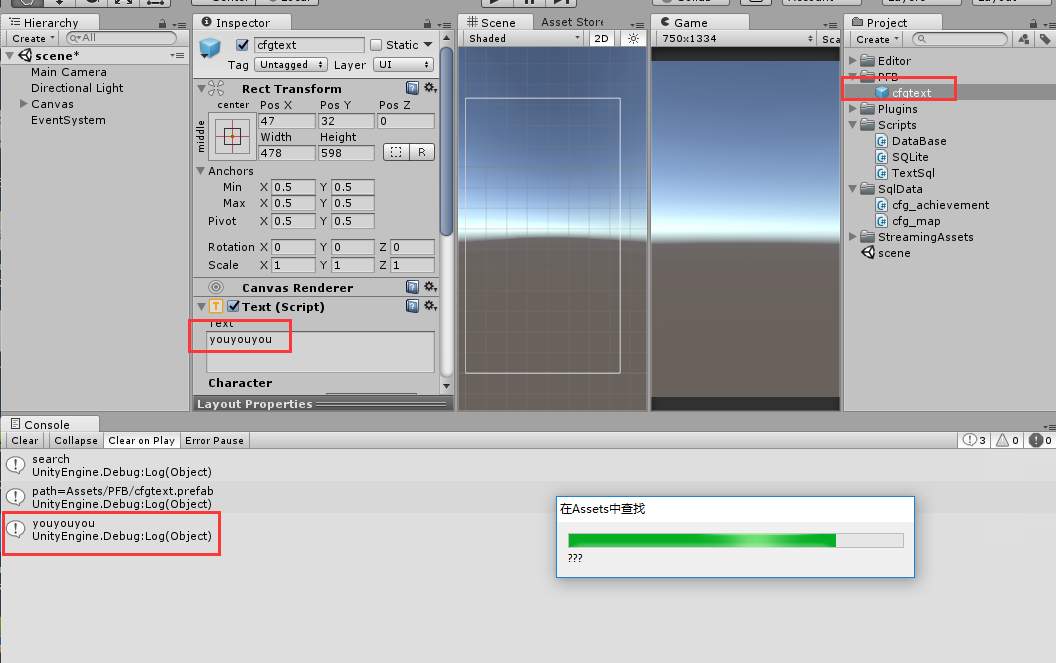 Hierarchy
Create
All
scene*
Main Camera
Directional Light
Canvas
EventSystem
Inspector
cfgtext
Static
Tag Untagged Layer UI
Rect Transform
center Pos X Pos Y Pos Z
middle
47 32 0
Width Height
478 598
R
Anchors
Min X 0.5 Y 0.5
Max X 0.5 Y 0.5
Pivot X 0.5 Y 0.5
Rotation X 0 Y 0 Z 0
Scale X 1 Y 1 Z 1
Canvas Renderer
Text (Script)
Text
youyouyou
Character
Layout Properties
Scene
Asset Store
Shaded
2D
Game
750x1334
Sca
Project
Create
Editor
PFB
cfgtext
Plugins
Scripts
DataBase
SQLite
TextSql
SqlData
cfg_achievement
cfg_map
StreamingAssets
scene
Console
Clear Collapse Clear on Play Error Pause
3 0 0
search
UnityEngine.Debug:Log(Object)
path=Assets/PFB/cfgtext.prefab
UnityEngine.Debug:Log(Object)
youyouyou
UnityEngine.Debug:Log(Object)
在Assets中查找
???